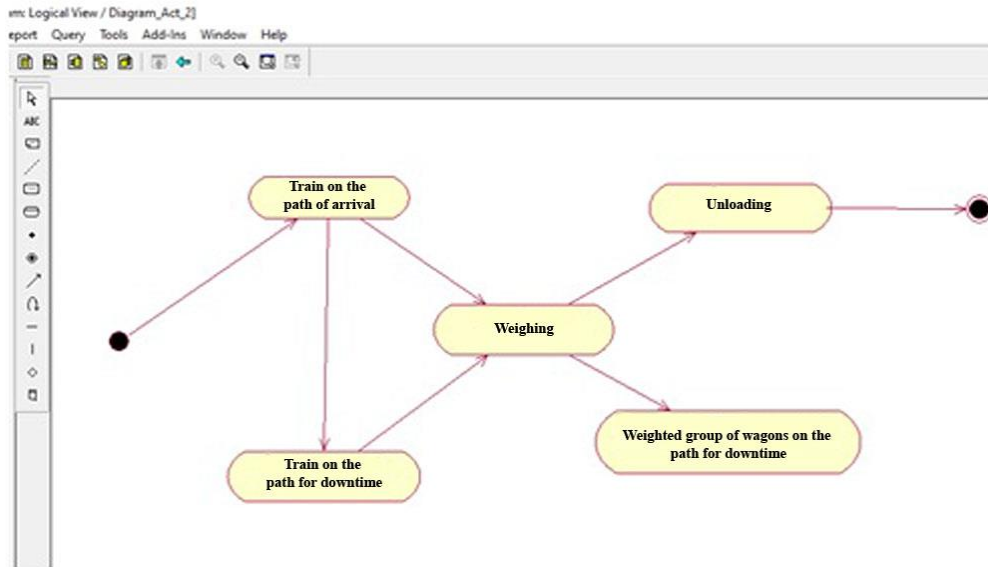 Logical View / Diagram_Act_2]
Query Tools Add-Ins Window Help
ABC
Train on the
path of arrival
Unloading
Weighing
Weighted group of wagons on the
path for downtime
Train on the
path for downtime